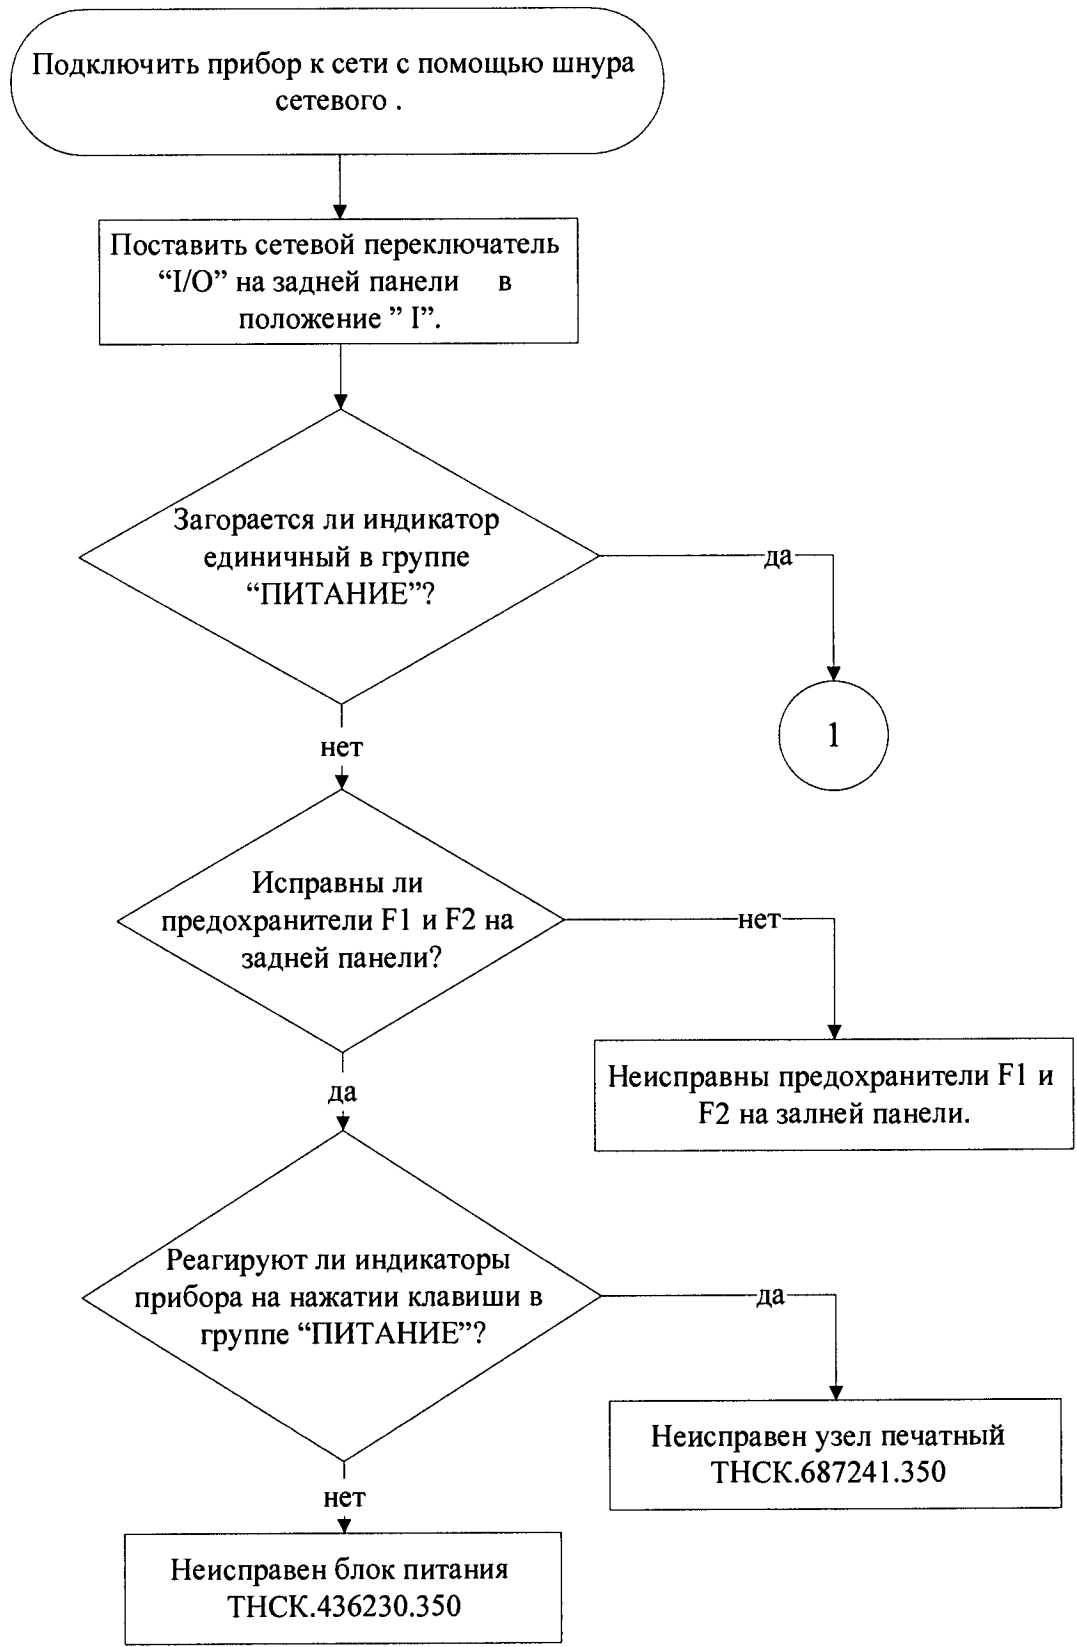 Подключить прибор к сети с помощью шнура
сетевого .
Поставить сетевой переключатель
“I/O” на задней панели в
положение ” I”.
Загорается ли индикатор
единичный в группе
“ПИТАНИЕ”?
да
1
нет
Исправны ли
предохранители F1 и F2 на
задней панели?
нет
Неисправны предохранители F1 и
F2 на залней панели.
да
Реагируют ли индикаторы
прибора на нажатии клавиши в
группе “ПИТАНИЕ”?
да
Неисправен узел печатный
ТНСК.687241.350
нет
Неисправен блок питания
ТНСК.436230.350